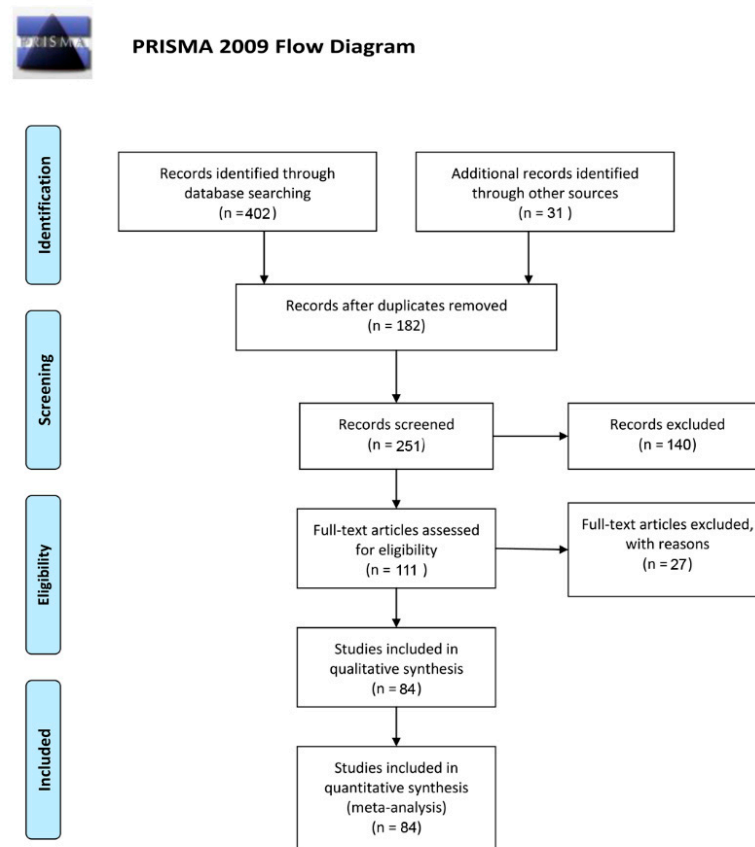 PRISMA
PRISMA 2009 Flow Diagram
Identification
Records identified through
database searching
(n =402)
Additional records identified
through other sources
(n = 31 )
Records after duplicates removed
(n = 182)
Screening
Records screened
(n = 251)
Records excluded
(n = 140)
Eligibility
Full-text articles assessed
for eligibility
(n = 111 )
Full-text articles excluded,
with reasons
(n = 27)
Studies included in
qualitative synthesis
(n = 84)
Included
Studies included in
quantitative synthesis
(meta-analysis)
(n = 84)